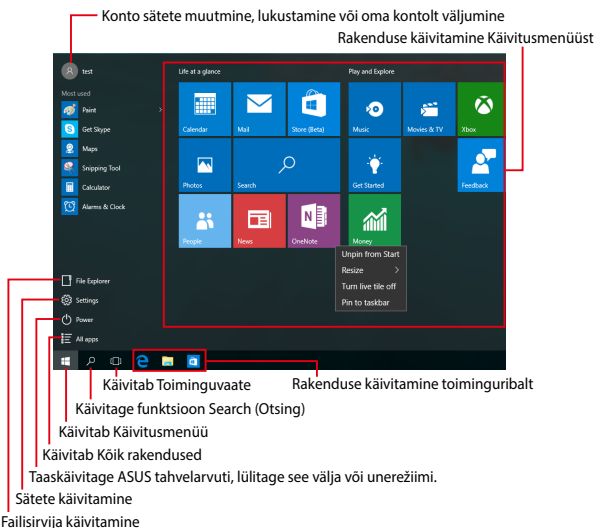 Konto sätete muutmine, lukustamine või oma kontolt väljumine
Rakenduse käivitamine Käivitusmenüüst
test
Most used
Paint
Get Skype
Maps
Snipping Tool
Calculator
Alarms & Clock
File Explorer
Settings
Power
All apps
Life at a glance
Play and Explore
Calendar
Mail
Store (Beta)
Music
Movies & TV
Xbox
Photos
Search
Get Started
Feedback
People
News
OneNote
Money
Unpin from Start
Resize
Turn live tile off
Pin to taskbar
Käivitab Toiminguvaate
Rakenduse käivitamine toiminguribalt
Käivitage funktsioon Search (Otsing)
Käivitab Käivitusmenüü
Käivitab Kõik rakendused
Taaskäivitage ASUS tahvelarvuti, lülitage see välja või unerežiimi.
Sätete käivitamine
Failisirvija käivitamine